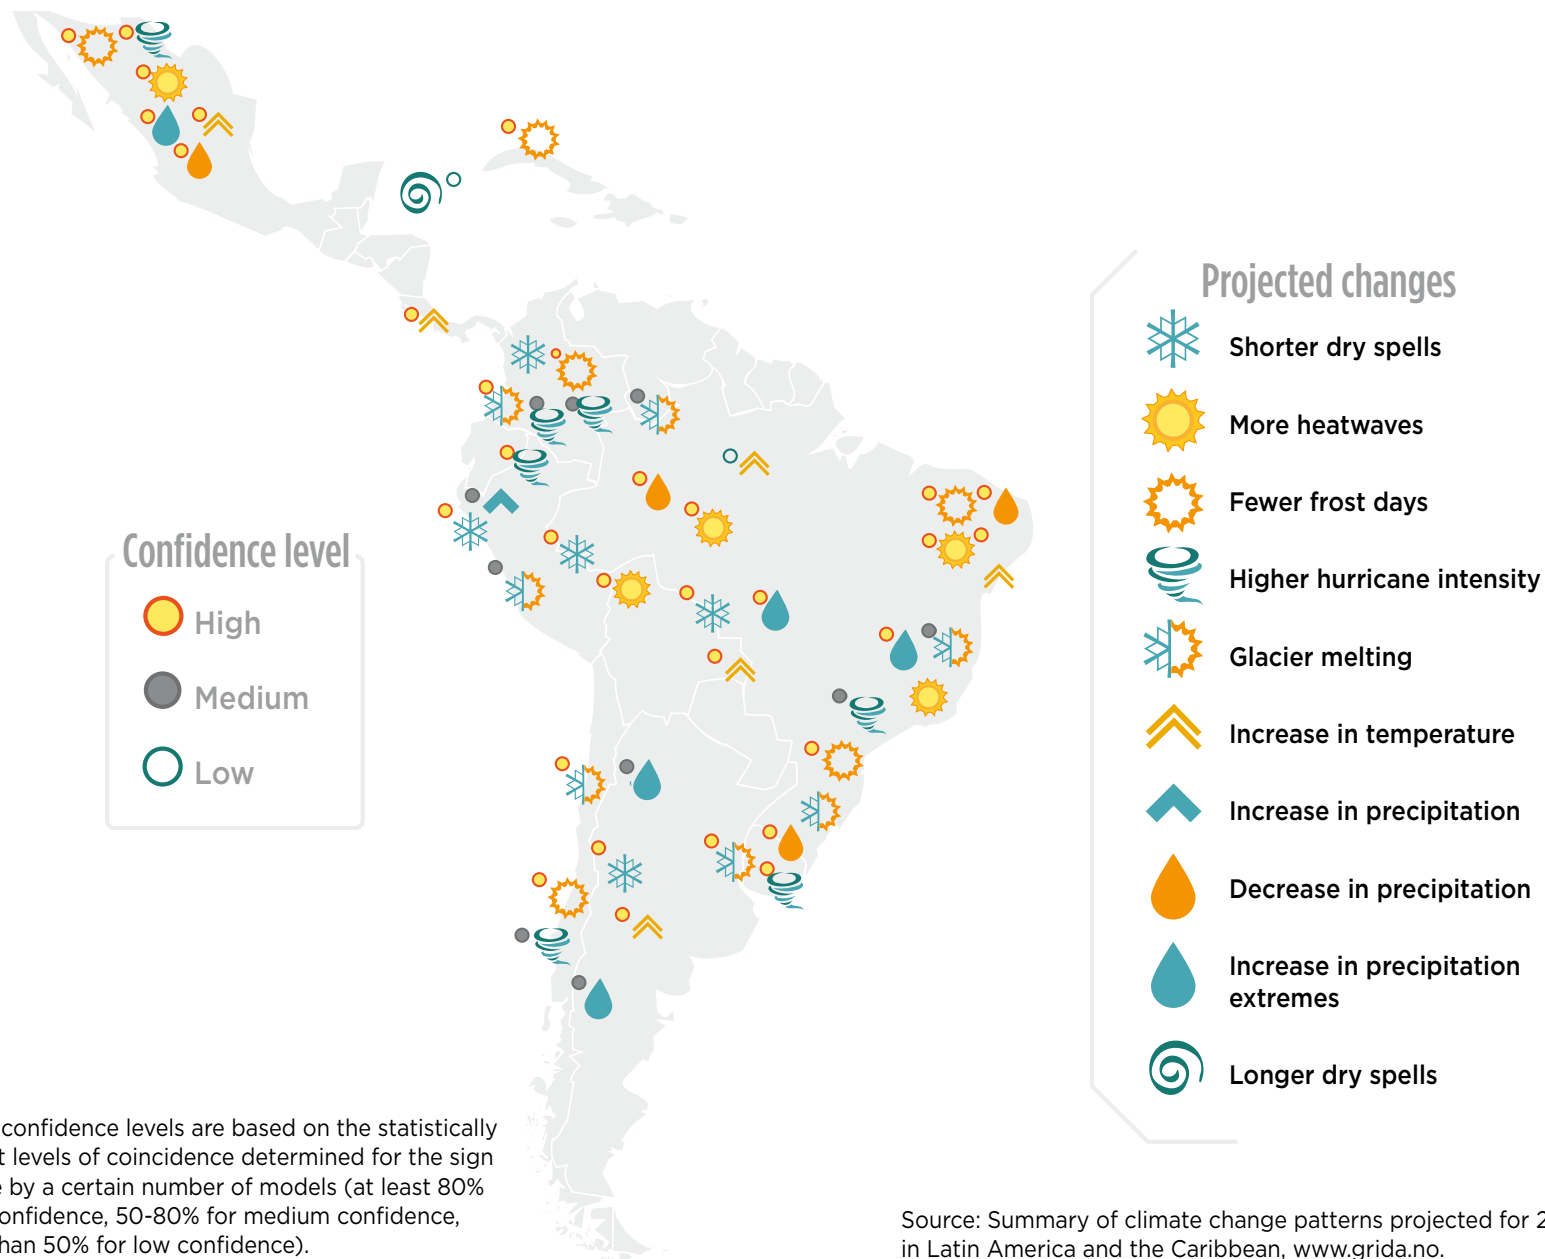 Projected changes
Shorter dry spells
More heatwaves
Fewer frost days
Higher hurricane intensity
Glacier melting
Increase in temperature
Increase in precipitation
Decrease in precipitation
Increase in precipitation
extremes
Longer dry spells
Confidence level
High
Medium
Low
confidence levels are based on the statistically
levels of coincidence determined for the sign
by a certain number of models (at least 80%
confidence, 50-80% for medium confidence,
than 50% for low confidence).
Source: Summary of climate change patterns projected for
in Latin America and the Caribbean, www.grida.no.